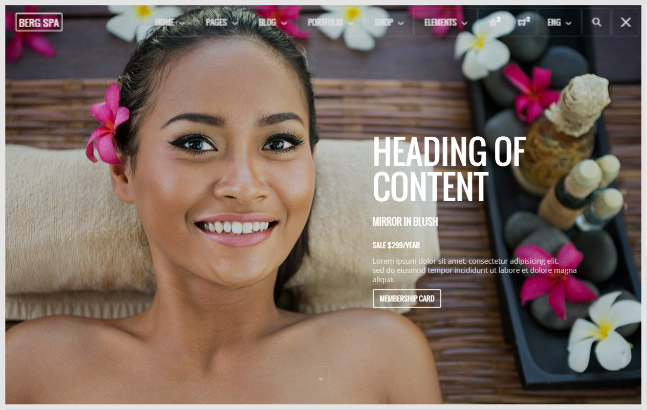 BERG SPA
HOME PAGES BLOG PORTFOLIO SHOP ELEMENTS ENG
HEADING OF
CONTENT
MIRROR IN BLUSH
SALE $299/YEAR
Lorem ipsum dolor sit amet, consectetur adipisicing elit,
sed do eiusmod tempor incididunt ut labore et dolore magna
aliqua.
MEMBERSHIP CARD